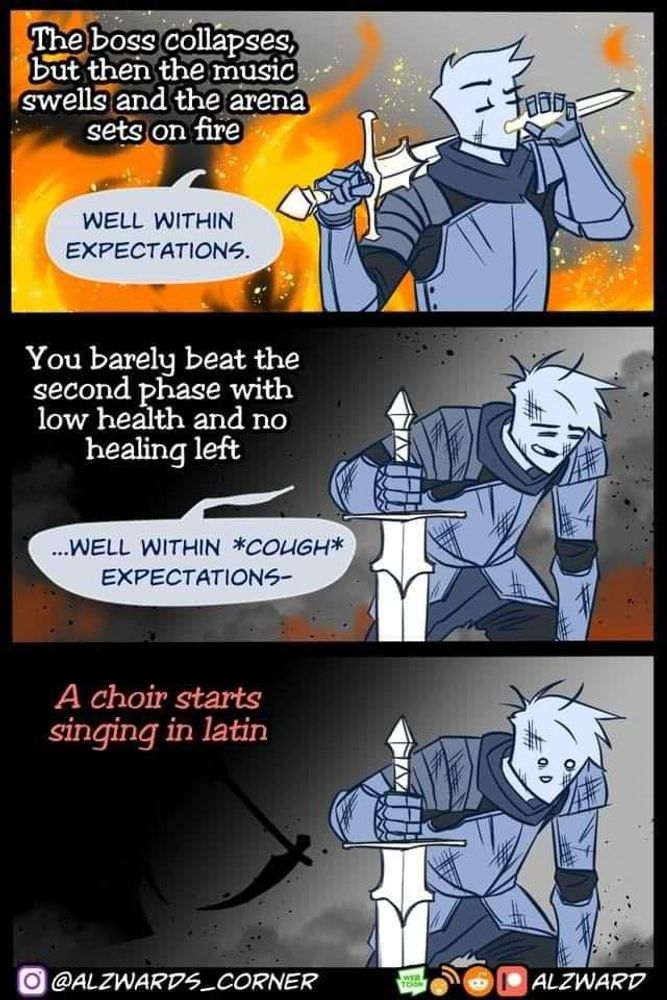 The boss collapses,
but then the music
swells and the arena
sets on fire
WELL WITHIN
EXPECTATIONS.
You barely beat the
second phase with
low health and no
healing left
...WELL WITHIN *COUGH*
EXPECTATIONS-
A choir starts
singing in latin
@ALZWARDS_CORNER
WEB
TOON
ALZWARD